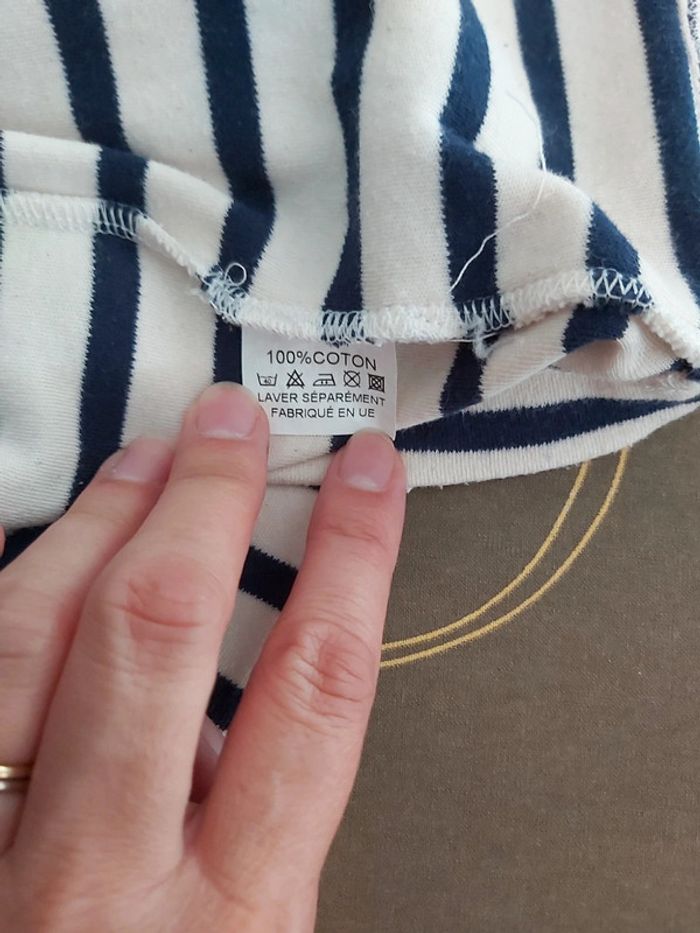 100%COTON
LAVER SÉPARÉMENT
FABRIQUÉ EN UE